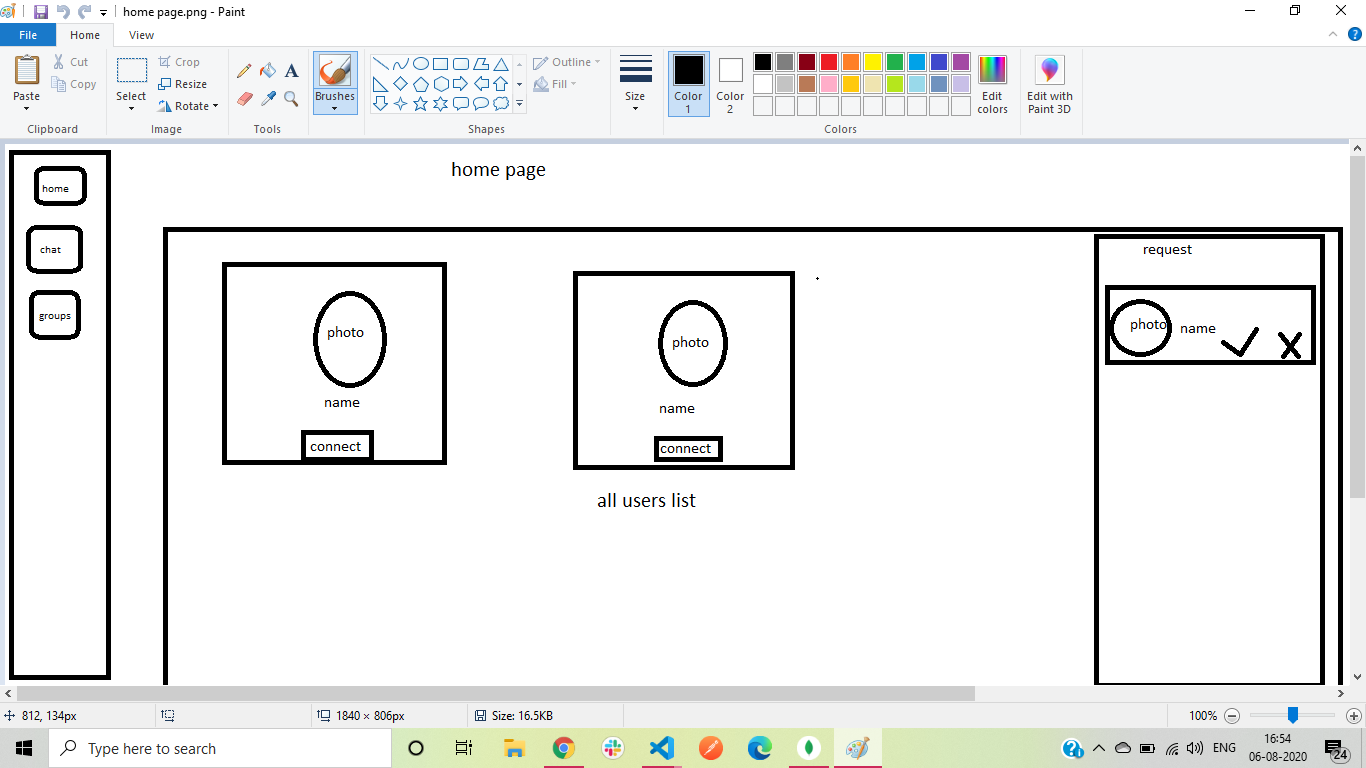 home page.png - Paint
File Home View
Paste
Cut
Copy
Clipboard
Select
Crop
Resize
Rotate
Image
A
Tools
Brushes
Outline
Fill
Shapes
Size
Color 1
Color 2
Edit colors
Colors
Edit with Paint 3D
home page
home
chat
groups
photo
name
connect
photo
name
connect
all users list
request
photo name
812, 134px
1840 × 806px
Size: 16.5KB
100%
Type here to search
ENG
16:54
06-08-2020
24